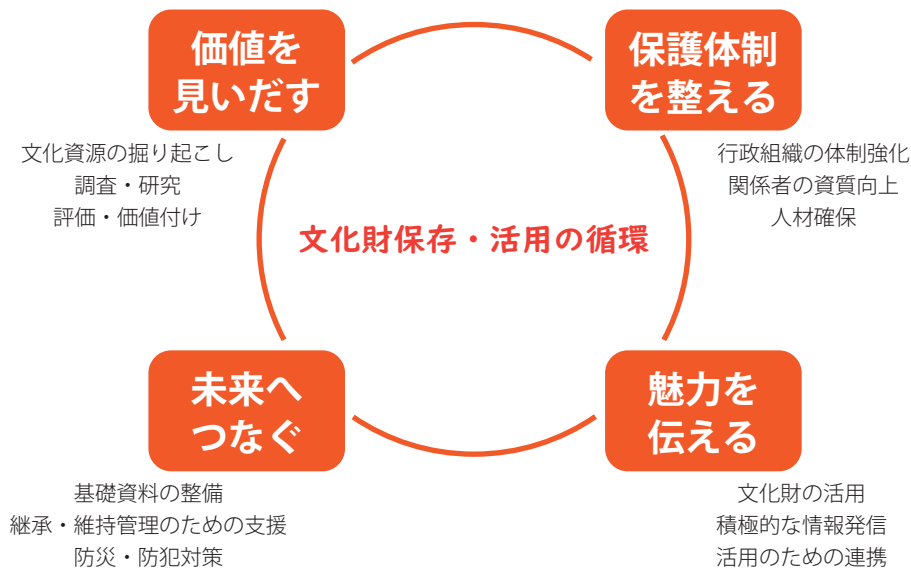 価値を
見いだす
文化資源の掘り起こし
調査・研究
評価・価値付け
保護体制
を整える
行政組織の体制強化
関係者の資質向上
人材確保
文化財保存・活用の循環
未来へ
つなぐ
基礎資料の整備
継承・維持管理のための支援
防災・防犯対策
魅力を
伝える
文化財の活用
積極的な情報発信
活用のための連携